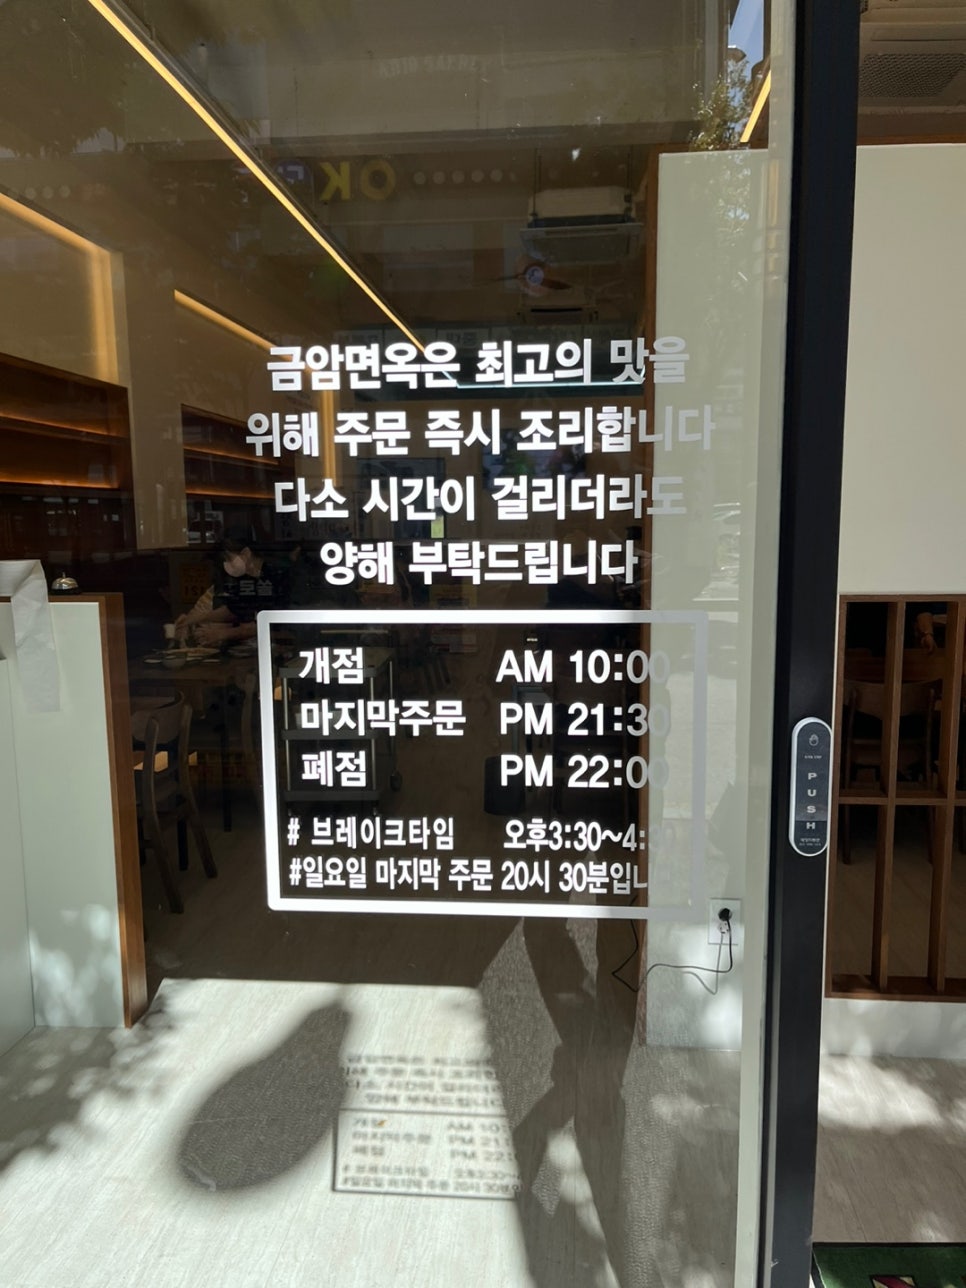 금암면옥은 최고의 맛을
위해 주문 즉시 조리합니다
다소 시간이 걸리더라도
양해 부탁드립니다
개점 AM 10:00
마지막주문 PM 21:30
폐점 PM 22:00
# 브레이크타임 오후3:30~4:
#일요일 마지막 주문 20시 30분입니
PUSH
OK